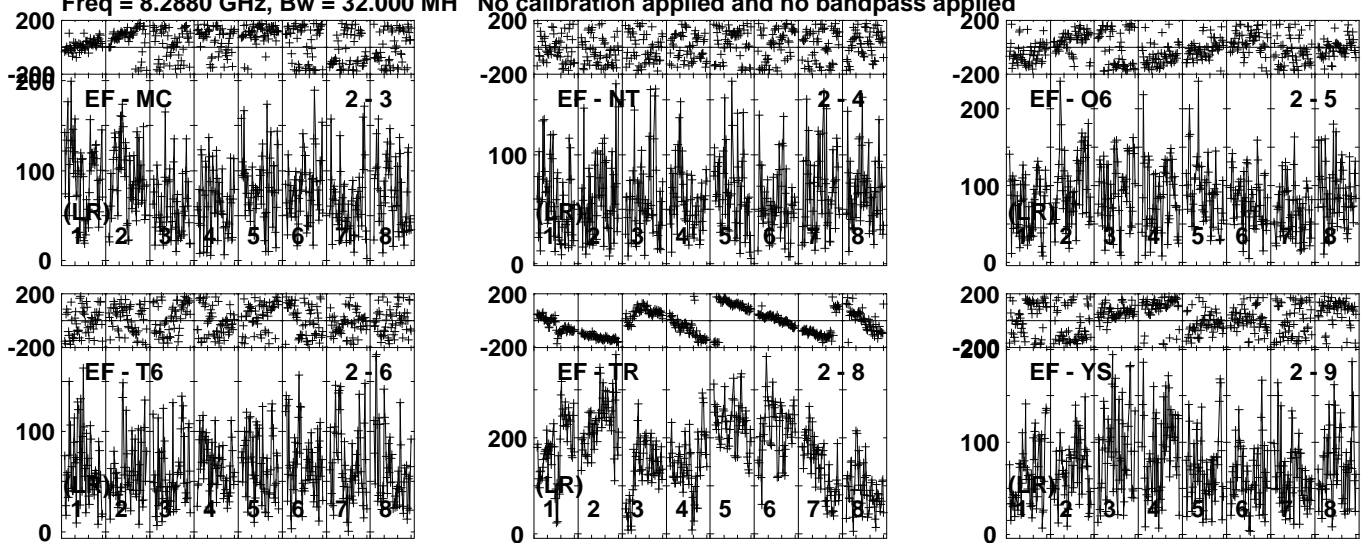 Freq = 8.2880 GHz, Bw = 32.000 MH No calibration applied and no bandpass applied
200
-200
200
EF - MC 2 - 3
100
(LR)
1 2 3 4 5 6 7 8
0
200
-200
EF - NT 2 - 4
100
(LR)
1 2 3 4 5 6 7 8
0
200
-200
EF - O6 2 - 5
200
100
(LR)
1 2 3 4 5 6 7 8
0
200
-200
EF - T6 2 - 6
100
(LR)
1 2 3 4 5 6 7 8
0
200
-200
EF - TR 2 - 8
200
(LR)
1 2 3 4 5 6 7 8
0
200
-200
200
EF - YS 2 - 9
100
(LR)
1 2 3 4 5 6 7 8
0